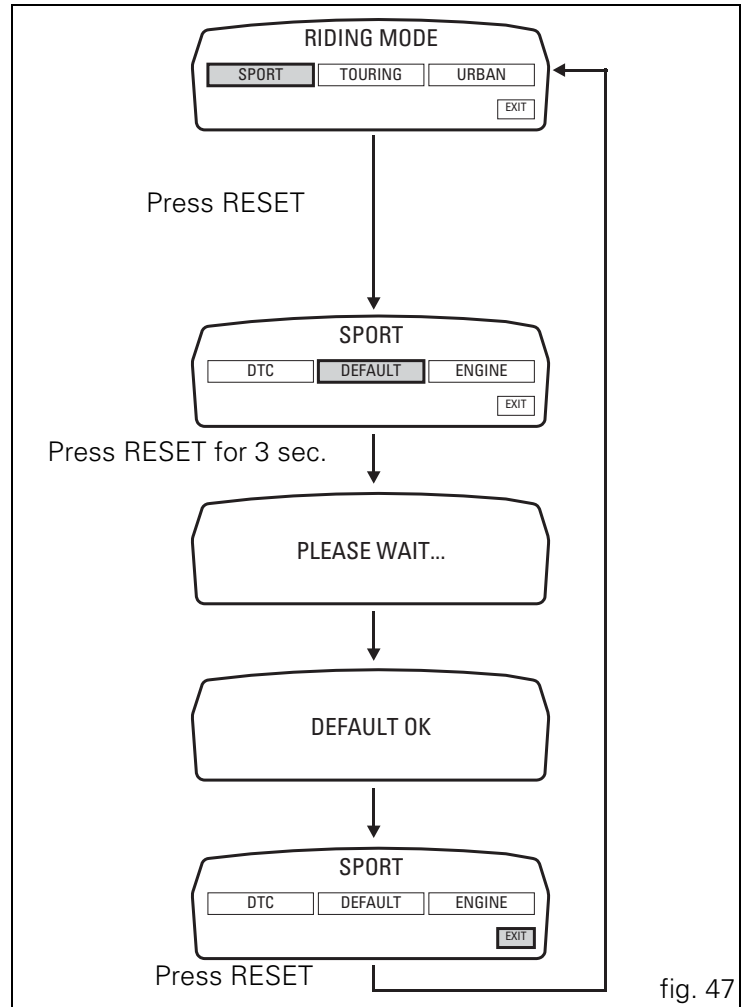 RIDING MODE
SPORT TOURING URBAN
EXIT
Press RESET
SPORT
DTC DEFAULT ENGINE
EXIT
Press RESET for 3 sec.
PLEASE WAIT...
DEFAULT OK
SPORT
DTC DEFAULT ENGINE
EXIT
Press RESET
fig. 47